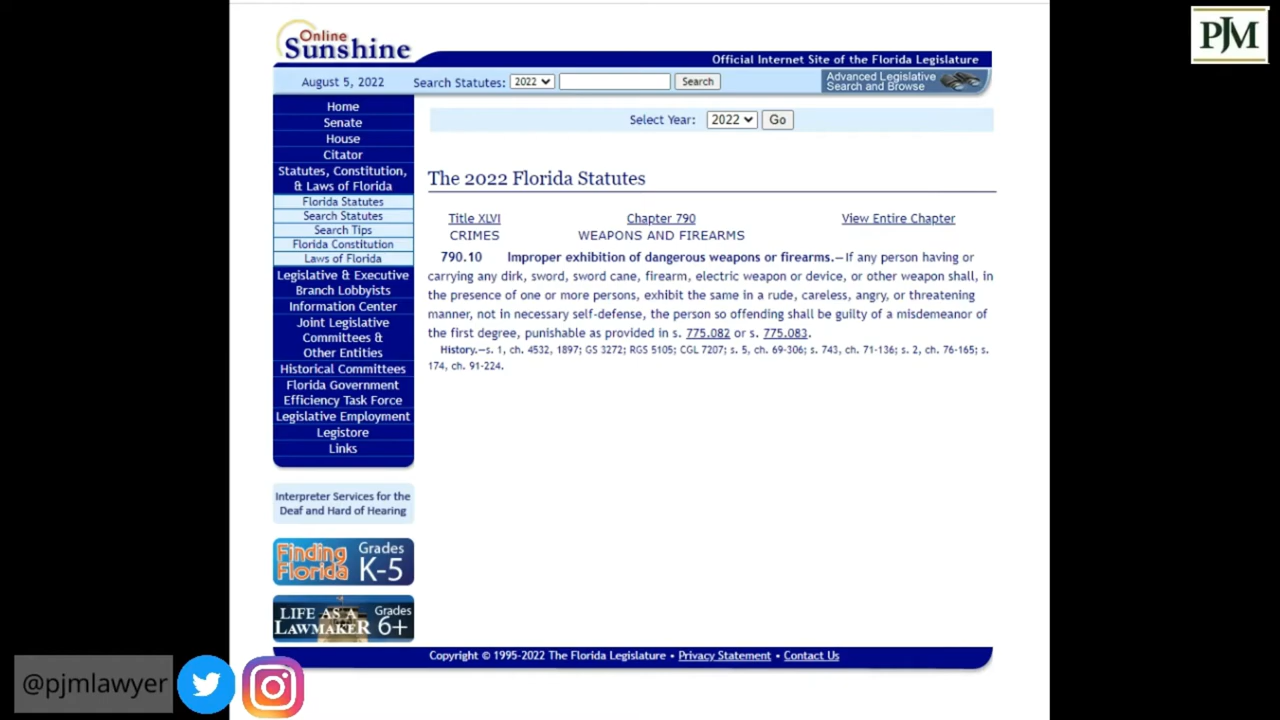 PJM
Online
Sunshine
Official Internet Site of the Florida Legislature
August 5, 2022
Search Statutes: 2022 Search
Advanced Legislative
Search and Browse
Home
Senate
House
Citator
Statutes, Constitution,
& Laws of Florida
Florida Statutes
Search Statutes
Search Tips
Florida Constitution
Laws of Florida
Legislative & Executive
Branch Lobbyists
Information Center
Joint Legislative
Committees &
Other Entities
Historical Committees
Florida Government
Efficiency Task Force
Legislative Employment
Legistore
Links
Interpreter Services for the
Deaf and Hard of Hearing
Finding
Florida
Grades
K-5
LIFE AS A
LAWMAKER
Grades
6+
Select Year: 2022 Go
The 2022 Florida Statutes
Title XLVI Chapter 790 View Entire Chapter
CRIMES WEAPONS AND FIREARMS
790.10 Improper exhibition of dangerous weapons or firearms.—If any person having or
carrying any dirk, sword, sword cane, firearm, electric weapon or device, or other weapon shall, in
the presence of one or more persons, exhibit the same in a rude, careless, angry, or threatening
manner, not in necessary self-defense, the person so offending shall be guilty of a misdemeanor of
the first degree, punishable as provided in s. 775.082 or s. 775.083.
History.—s. 1, ch. 4532, 1897; GS 3272; RGS 5105; CGL 7207; s. 5, ch. 69-306; s. 743, ch. 71-136; s. 2, ch. 76-165; s.
174, ch. 91-224.
Copyright © 1995-2022 The Florida Legislature • Privacy Statement • Contact Us
@pjmlawyer